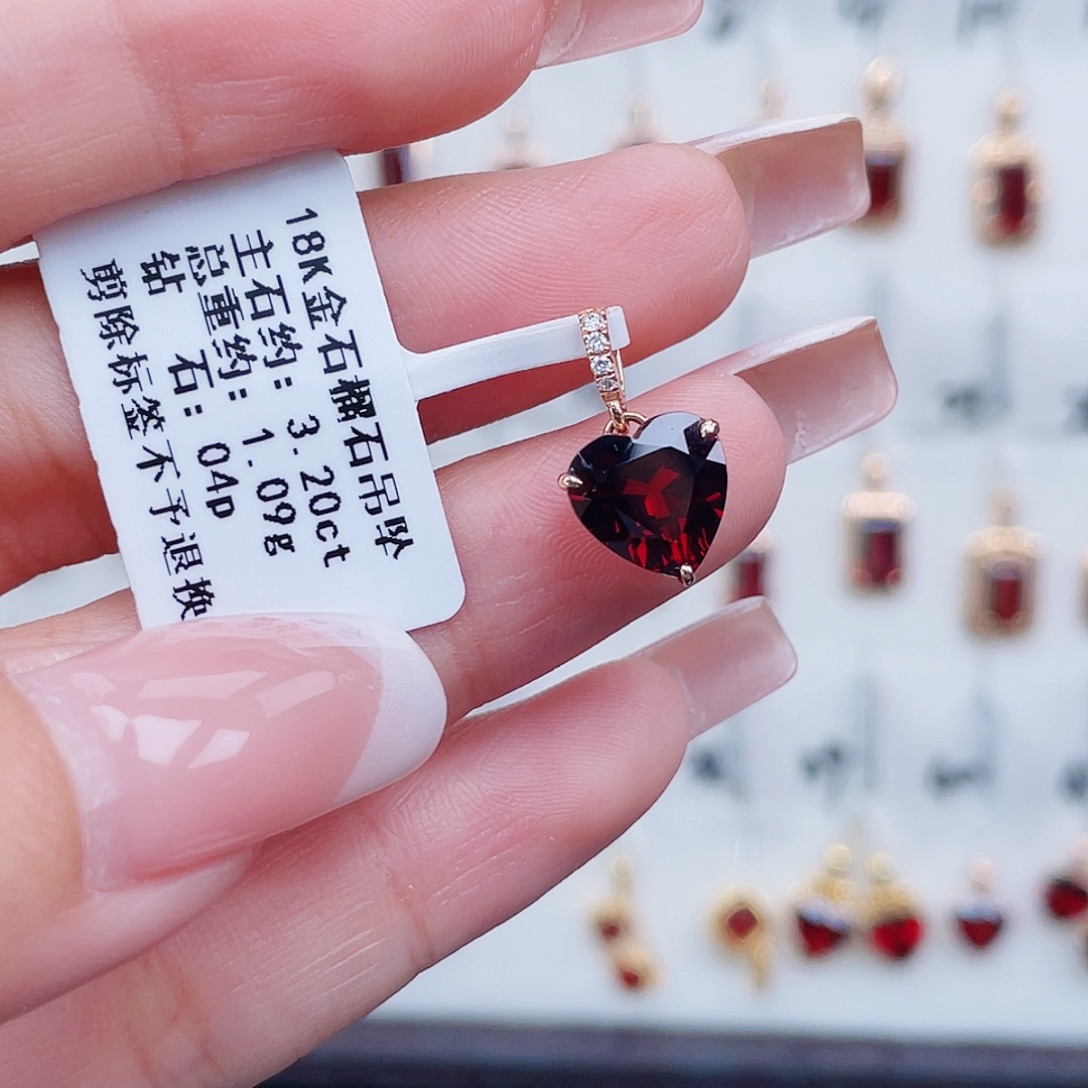 18K金石榴石吊坠
主石约: 3.20ct
总重约: 1.09g
钻 石: 04p
剪除标签不予退换